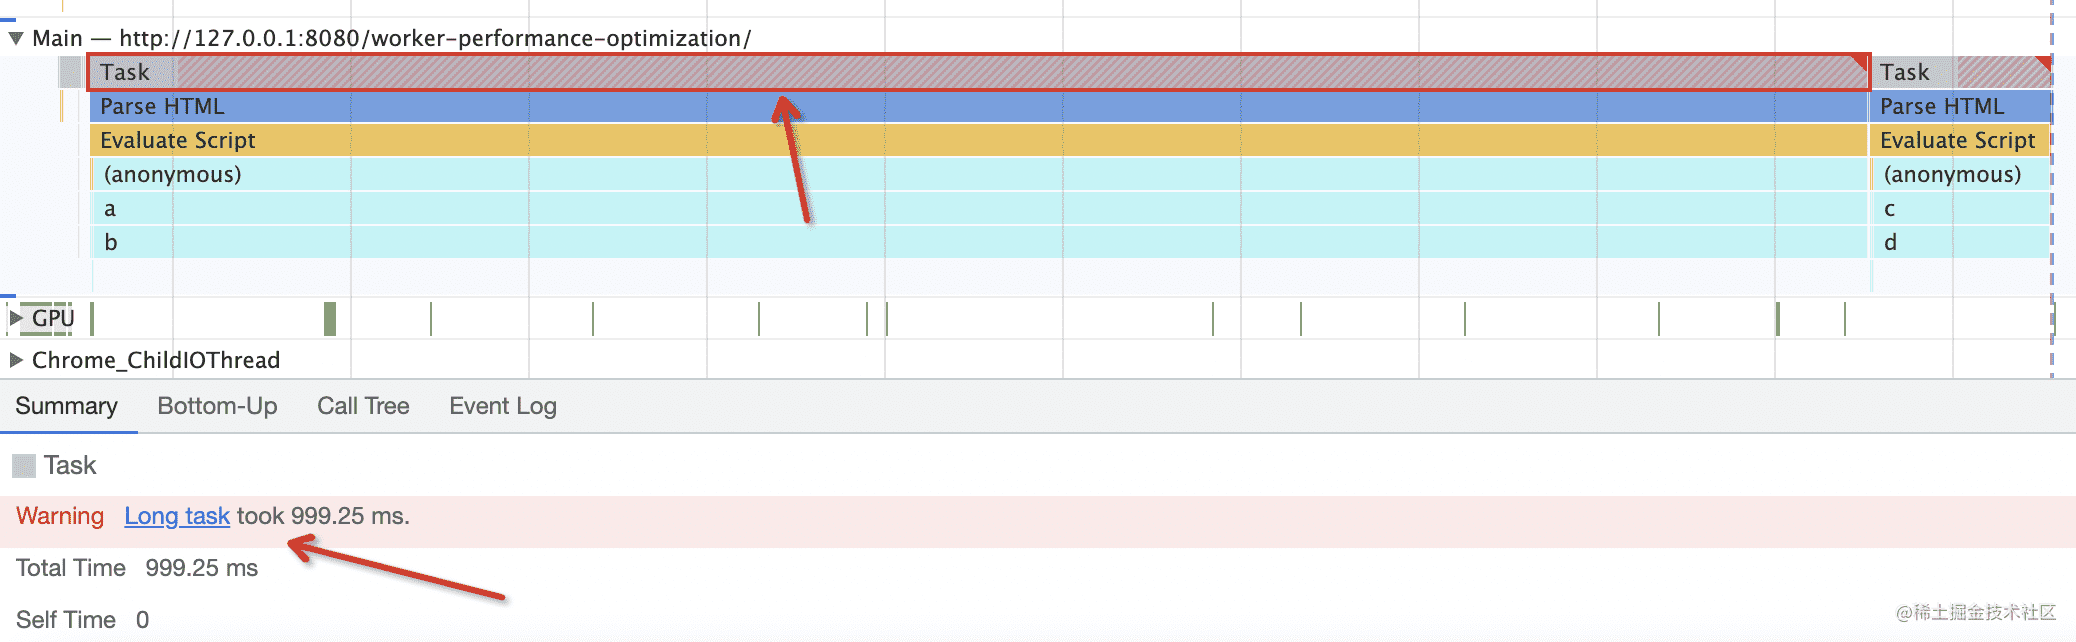 Main — http://127.0.0.1:8080/worker-performance-optimization/
Task Task
Parse HTML Parse HTML
Evaluate Script Evaluate Script
(anonymous) (anonymous)
a c
b d
GPU
Chrome_ChildIOThread
Summary Bottom-Up Call Tree Event Log
Task
Warning Long task took 999.25 ms.
Total Time 999.25 ms
Self Time 0
@稀土掘金技术社区